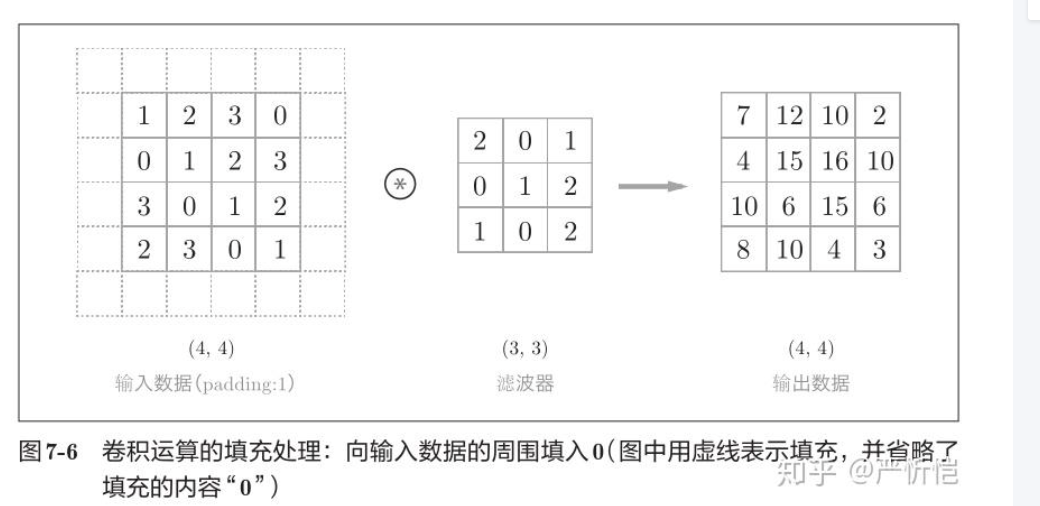 1 2 3 0
0 1 2 3
3 0 1 2
2 3 0 1
(4, 4)
输入数据(padding:1)
*
2 0 1
0 1 2
1 0 2
(3, 3)
滤波器
7 12 10 2
4 15 16 10
10 6 15 6
8 10 4 3
(4, 4)
输出数据
图7-6 卷积运算的填充处理：向输入数据的周围填入0(图中用虚线表示填充，并省略了
填充的内容“0”)
知乎 @严忻恺